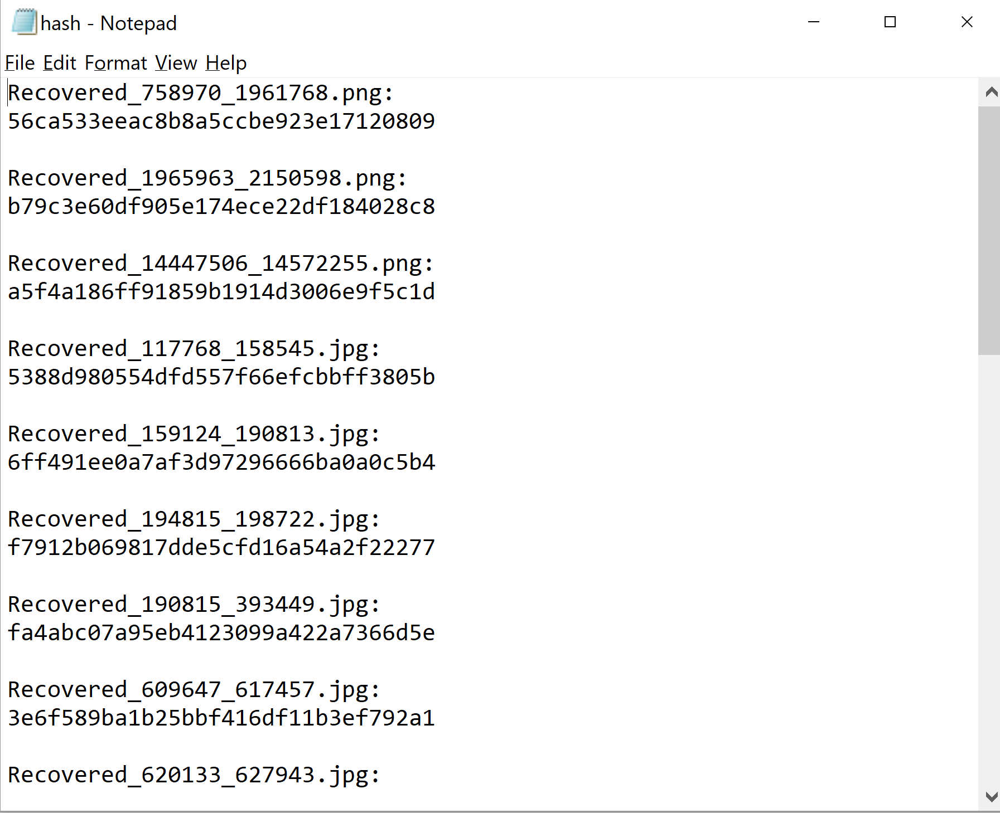 hash - Notepad
File Edit Format View Help
Recovered_758970_1961768.png:
56ca533eeac8b8a5ccbe923e17120809
Recovered_1965963_2150598.png:
b79c3e60df905e174ece22df184028c8
Recovered_14447506_14572255.png:
a5f4a186ff91859b1914d3006e9f5c1d
Recovered_117768_158545.jpg:
5388d980554dfd557f66efcbbff3805b
Recovered_159124_190813.jpg:
6ff491ee0a7af3d97296666ba0a0c5b4
Recovered_194815_198722.jpg:
f7912b069817dde5cfd16a54a2f22277
Recovered_190815_393449.jpg:
fa4abc07a95eb4123099a422a7366d5e
Recovered_609647_617457.jpg:
3e6f589ba1b25bbf416df11b3ef792a1
Recovered_620133_627943.jpg: